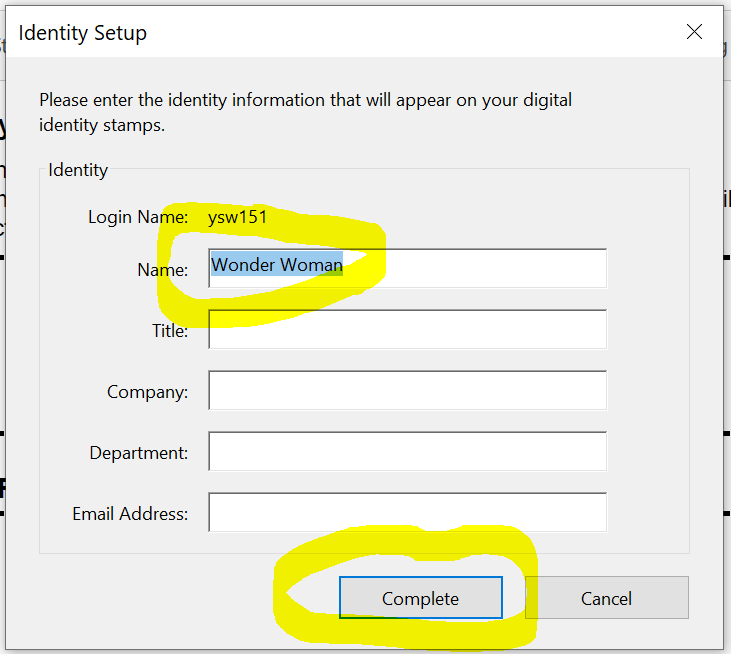 Identity Setup
Please enter the identity information that will appear on your digital
identity stamps.
Identity
Login Name: ysw151
Name: Wonder Woman
Title:
Company:
Department:
Email Address:
Complete Cancel